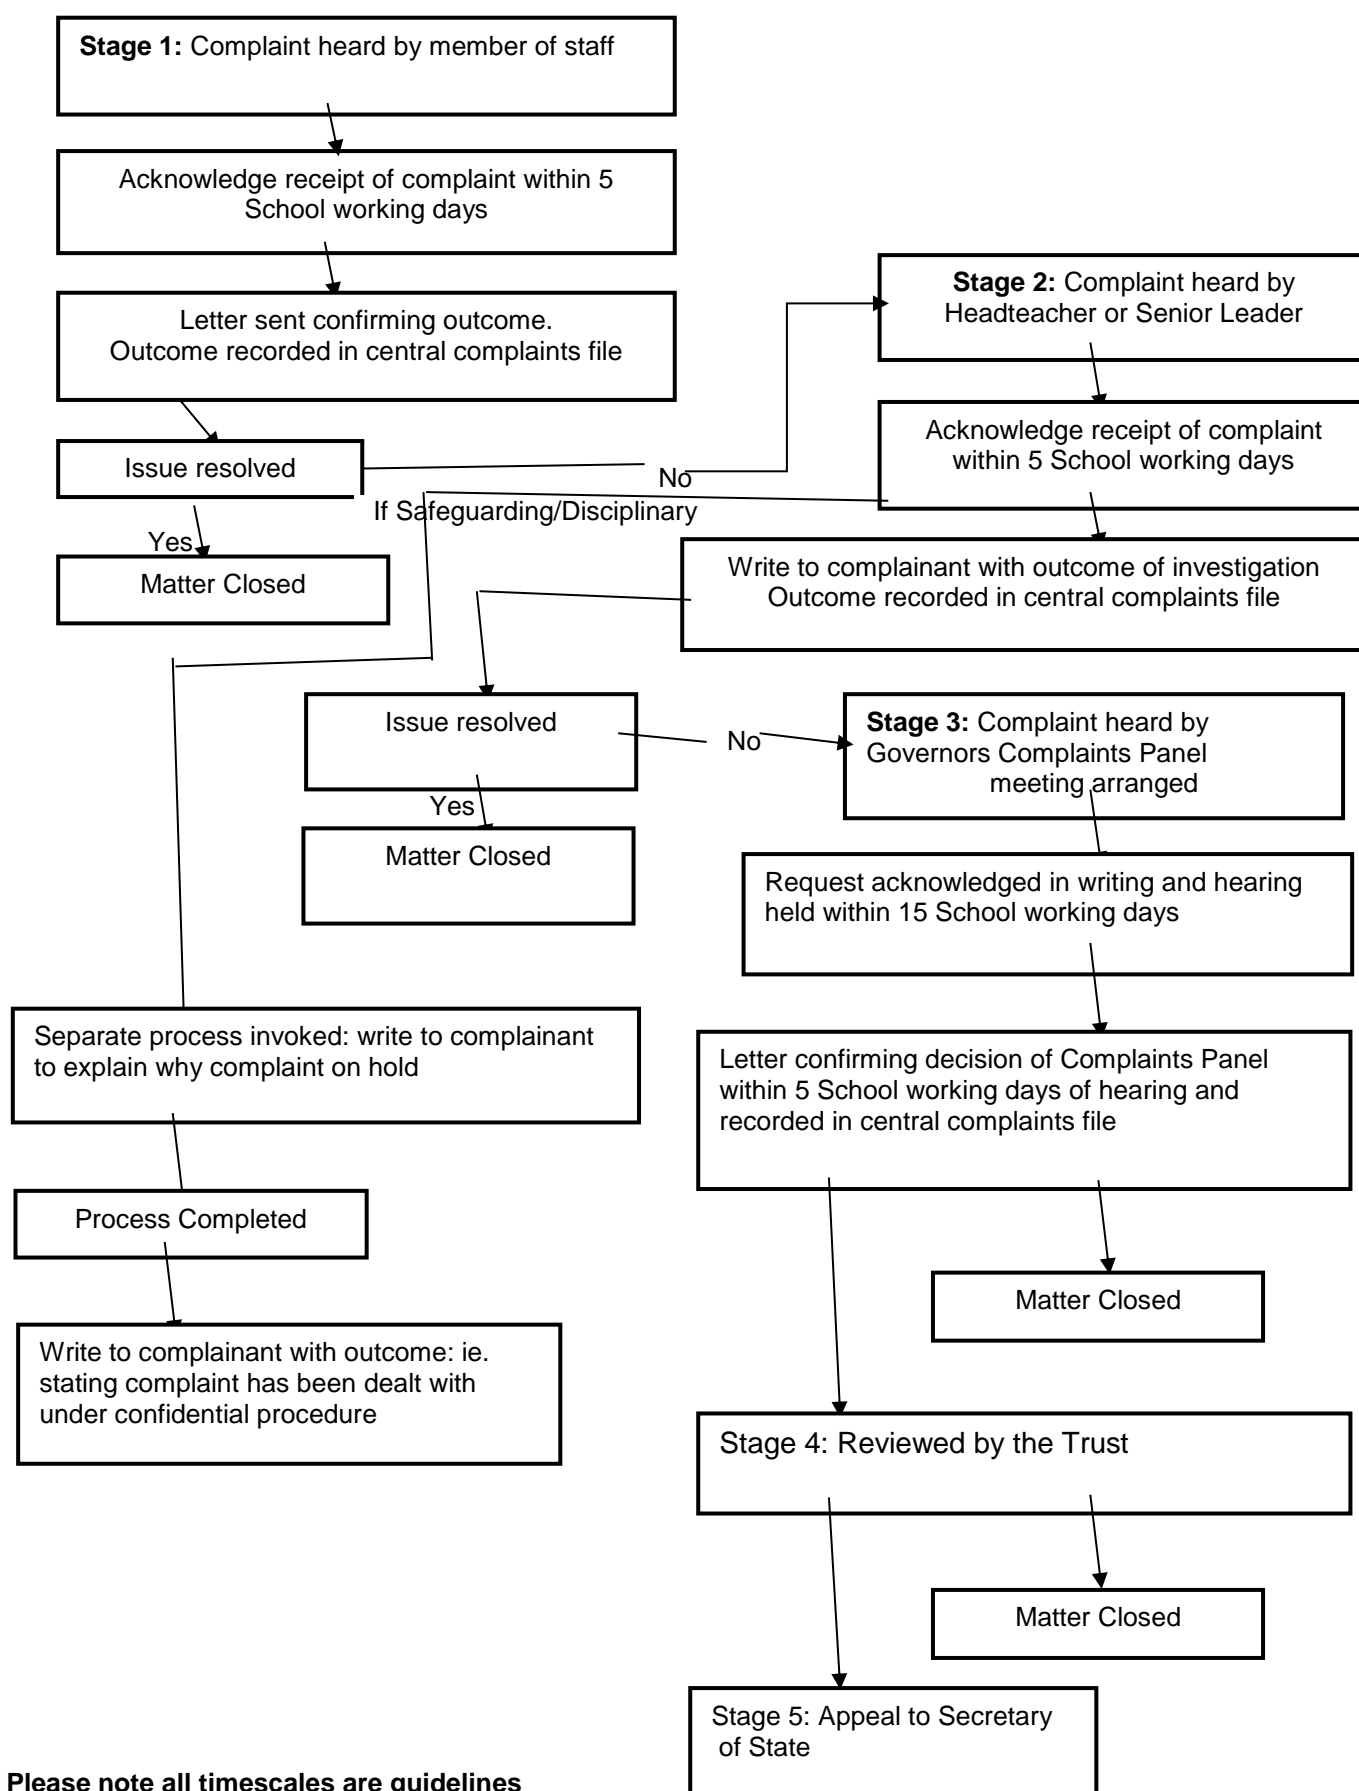 Stage 1: Complaint heard by member of staff
Acknowledge receipt of complaint within 5
School working days
Letter sent confirming outcome.
Outcome recorded in central complaints file
Issue resolved
No
If Safeguarding/Disciplinary
Yes
Matter Closed
Stage 2: Complaint heard by
Headteacher or Senior Leader
Acknowledge receipt of complaint
within 5 School working days
Write to complainant with outcome of investigation
Outcome recorded in central complaints file
Issue resolved
No
Yes
Matter Closed
Stage 3: Complaint heard by
Governors Complaints Panel
meeting arranged
Request acknowledged in writing and hearing
held within 15 School working days
Separate process invoked: write to complainant
to explain why complaint on hold
Letter confirming decision of Complaints Panel
within 5 School working days of hearing and
recorded in central complaints file
Process Completed
Matter Closed
Write to complainant with outcome: ie.
stating complaint has been dealt with
under confidential procedure
Stage 4: Reviewed by the Trust
Matter Closed
Stage 5: Appeal to Secretary
of State
Please note all timescales are guidelines